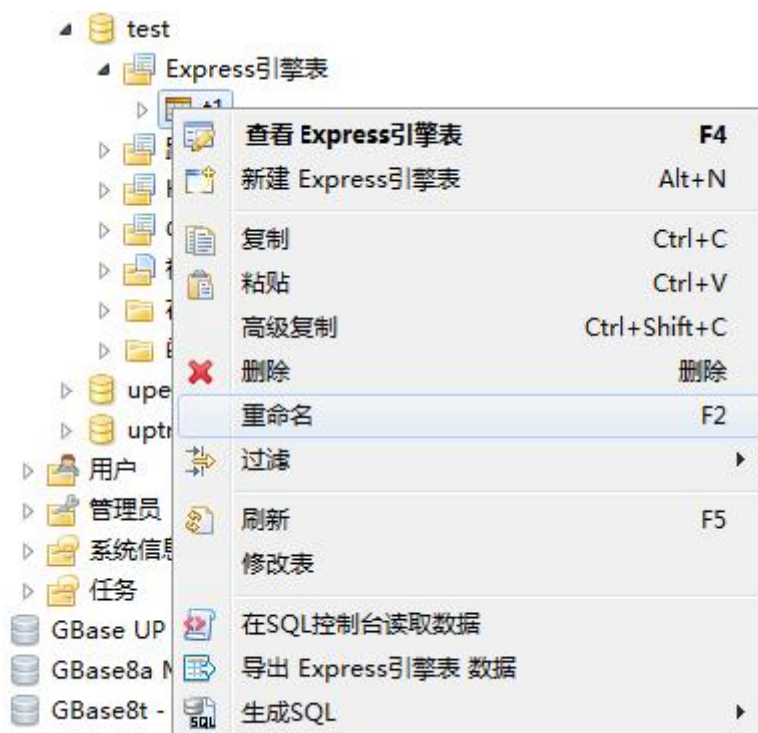 test
Express引擎表
t1
查看 Express引擎表 F4
新建 Express引擎表 Alt+N
复制 Ctrl+C
粘贴 Ctrl+V
高级复制 Ctrl+Shift+C
删除 删除
upe
重命名 F2
uptr
过滤
用户
管理员
刷新 F5
系统信息
修改表
任务
GBase UP
在SQL控制台读取数据
GBase8a
导出 Express引擎表 数据
GBase8t -
生成SQL